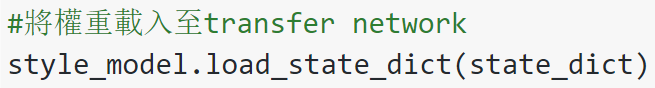 #將權重載入至transfer network
style_model.load_state_dict(state_dict)